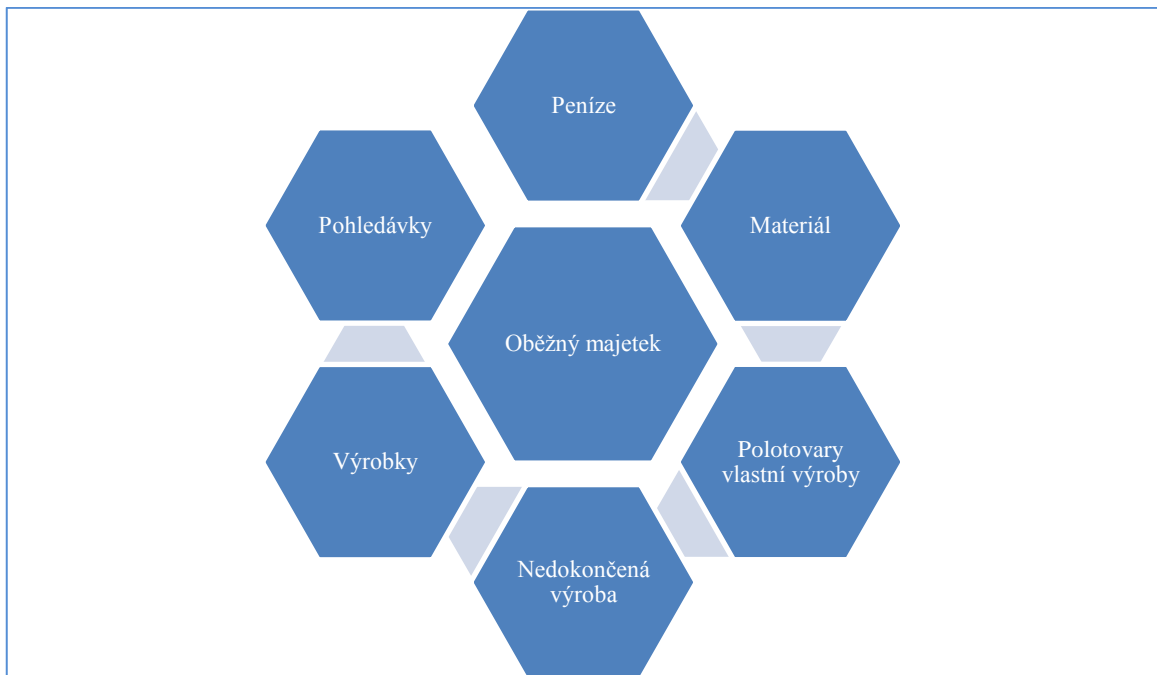 Peníze
Pohledávky
Materiál
Oběžný majetek
Výrobky
Polotovary
vlastní výroby
Nedokončená
výroba